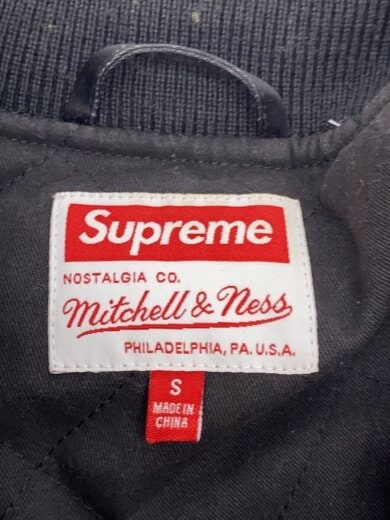 Supreme
NOSTALGIA CO.
Mitchell & Ness
PHILADELPHIA, PA. U.S.A.
S
MADE IN
CHINA